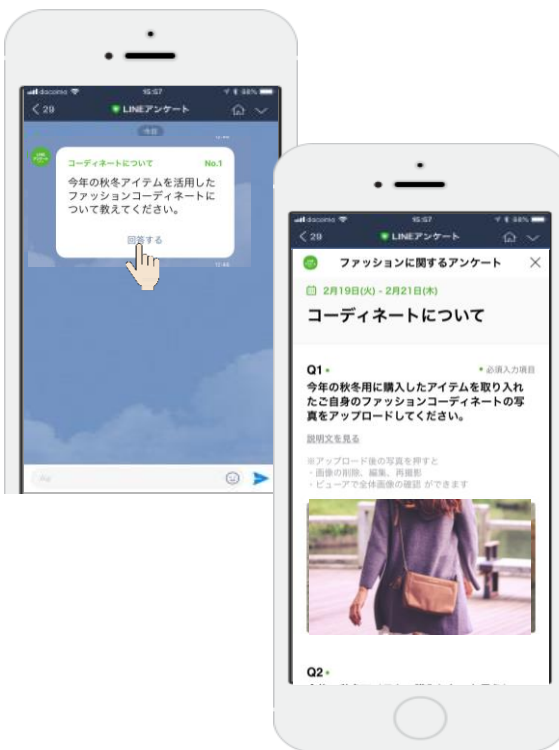 docomo 15:57 68%
29 LINEアンケート
今日
コーディネートについて No.1
今年の秋冬アイテムを活用した
ファッションコーディネートに
ついて教えてください。
回答する
Aa
docomo 15:57 68%
29 LINEアンケート
ファッションに関するアンケート
2月19日(火) - 2月21日(木)
コーディネートについて
Q1
必須入力項目
今年の秋冬用に購入したアイテムを取り入れ
たご自身のファッションコーディネートの写
真をアップロードしてください。
説明文を見る
※アップロード後の写真を押すと
・画像の削除、編集、再撮影
・ビューアで全体画像の確認 ができます
Q2